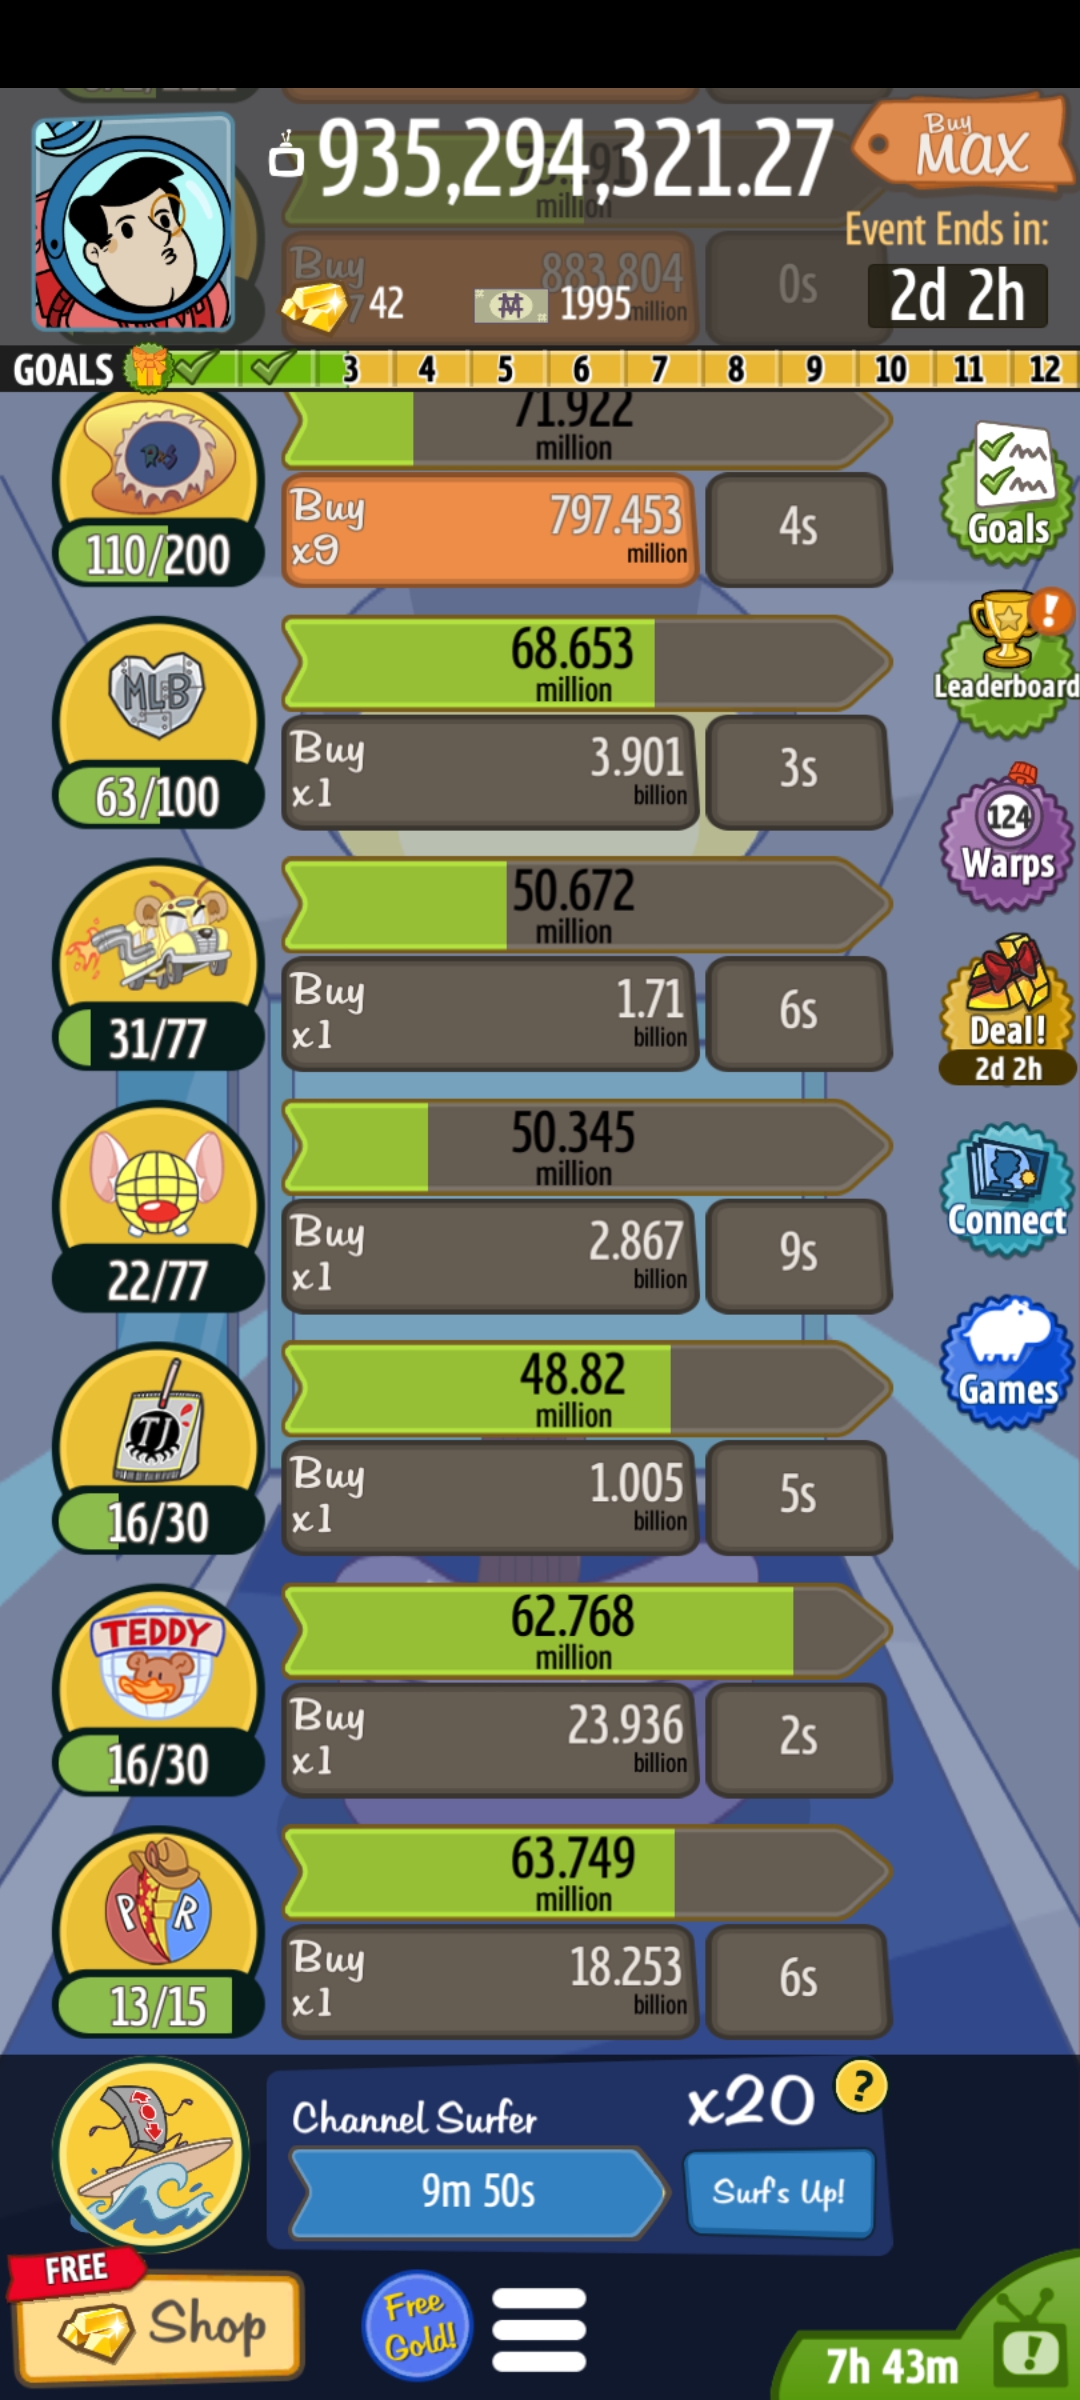 935,294,321.27
Buy
MAX
million
Event Ends in:
2d 2h
Buy
883.804
million
0s
42
1995
GOALS
3
4
5
6
7
8
9
10
11
12
71.922
million
110/200
Buy
x9
797.453
million
4s
Goals
68.653
million
MLB
63/100
Buy
x1
3.901
billion
3s
Leaderboard
50.672
million
31/77
Buy
x1
1.71
billion
6s
124
Warps
Deal!
2d 2h
50.345
million
22/77
Buy
x1
2.867
billion
9s
Connect
48.82
million
TJ
16/30
Buy
x1
1.005
billion
5s
Games
62.768
million
TEDDY
16/30
Buy
x1
23.936
billion
2s
63.749
million
P R
13/15
Buy
x1
18.253
billion
6s
Channel Surfer
x20
?
9m 50s
Surf's Up!
FREE
Shop
Free
Gold!
7h 43m